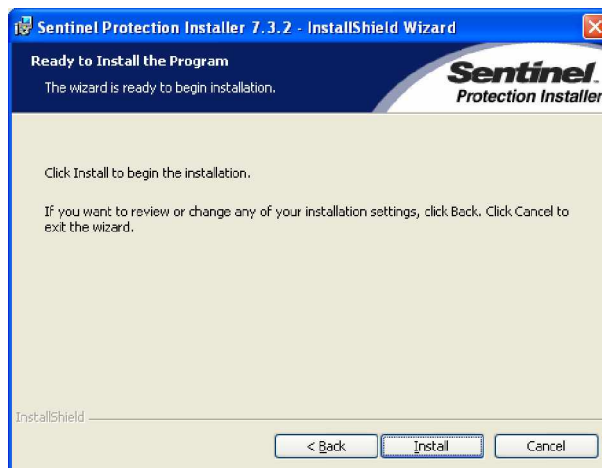 Sentinel Protection Installer 7.3.2 - InstallShield Wizard
Ready to Install the Program
The wizard is ready to begin installation.
Sentinel.
Protection Installer
Click Install to begin the installation.
If you want to review or change any of your installation settings, click Back. Click Cancel to
exit the wizard.
InstallShield
< Back
Install
Cancel